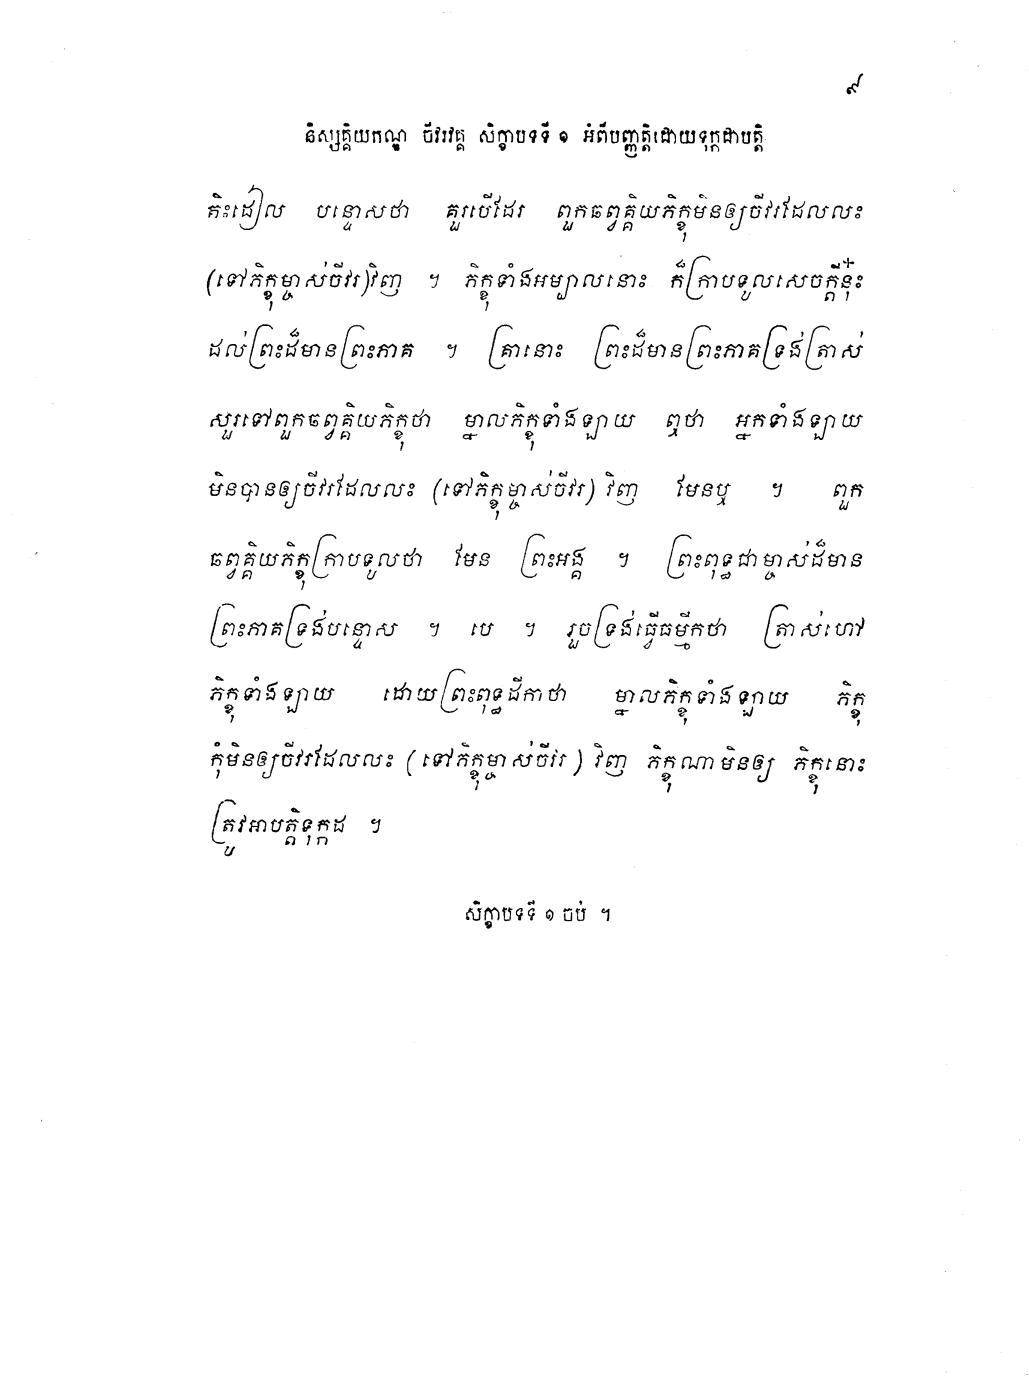 ៩
និស្សគ្គិយកណ្ឌ ចីវរវគ្គ សិក្ខាបទទី ១ អំពីបញ្ញត្តិដោយទុក្កដាបត្តិ
តិះដៀល បន្ទោសថា គួរបើដែរ ពួកឆព្វគ្គិយភិក្ខុមិនឲ្យចីវរដែលលះ
(ទៅភិក្ខុម្ចាស់ចីវរ)វិញ ។ ភិក្ខុទាំងអម្បាលនោះ ក៏ក្រាបទូលសេចក្តីនុ៎ះ
ដល់ព្រះដ៏មានព្រះភាគ ។ គ្រានោះ ព្រះដ៏មានព្រះភាគទ្រង់ត្រាស់
សួរទៅពួកឆព្វគ្គិយភិក្ខុថា ម្នាលភិក្ខុទាំងឡាយ ឮថា អ្នកទាំងឡាយ
មិនបានឲ្យចីវរដែលលះ (ទៅភិក្ខុម្ចាស់ចីវរ) វិញ មែនឬ ។ ពួក
ឆព្វគ្គិយភិក្ខុក្រាបទូលថា មែន ព្រះអង្គ ។ ព្រះពុទ្ធជាម្ចាស់ដ៏មាន
ព្រះភាគទ្រង់បន្ទោស ។ បេ ។ រួចទ្រង់ធ្វើធម្មីកថា ត្រាស់ហៅ
ភិក្ខុទាំងឡាយ ដោយព្រះពុទ្ធដីកាថា ម្នាលភិក្ខុទាំងឡាយ ភិក្ខុ
កុំមិនឲ្យចីវរដែលលះ (ទៅភិក្ខុម្ចាស់ចីវរ) វិញ ភិក្ខុណាមិនឲ្យ ភិក្ខុនោះ
ត្រូវអាបត្តិទុក្កដ ។
សិក្ខាបទទី ១ ចប់ ។